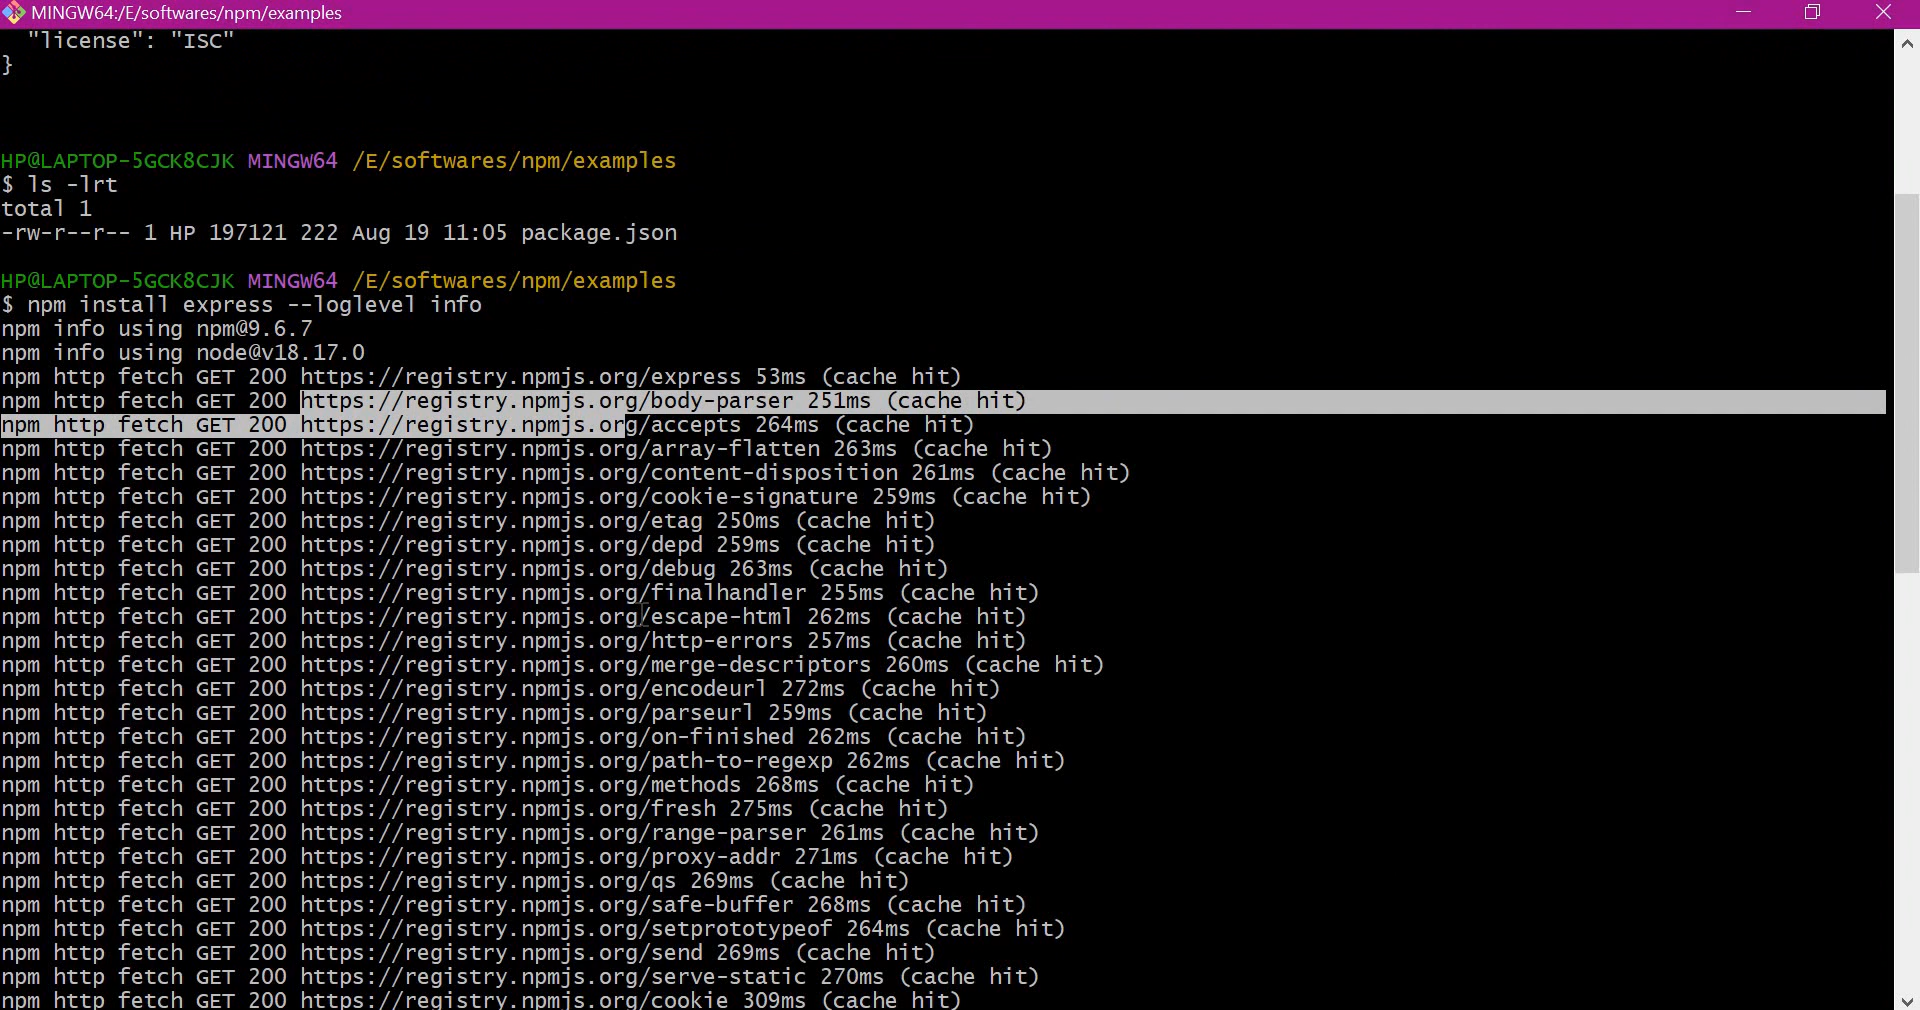 MINGW64:/E/softwares/npm/examples
"license": "ISC"
}
HP@LAPTOP-5GCK8CJK MINGW64 /E/softwares/npm/examples
$ ls -lrt
total 1
-rw-r--r-- 1 HP 197121 222 Aug 19 11:05 package.json
HP@LAPTOP-5GCK8CJK MINGW64 /E/softwares/npm/examples
$ npm install express --loglevel info
npm info using npm@9.6.7
npm info using node@v18.17.0
npm http fetch GET 200 https://registry.npmjs.org/express 53ms (cache hit)
npm http fetch GET 200 https://registry.npmjs.org/body-parser 251ms (cache hit)
npm http fetch GET 200 https://registry.npmjs.org/accepts 264ms (cache hit)
npm http fetch GET 200 https://registry.npmjs.org/array-flatten 263ms (cache hit)
npm http fetch GET 200 https://registry.npmjs.org/content-disposition 261ms (cache hit)
npm http fetch GET 200 https://registry.npmjs.org/cookie-signature 259ms (cache hit)
npm http fetch GET 200 https://registry.npmjs.org/etag 250ms (cache hit)
npm http fetch GET 200 https://registry.npmjs.org/depd 259ms (cache hit)
npm http fetch GET 200 https://registry.npmjs.org/debug 263ms (cache hit)
npm http fetch GET 200 https://registry.npmjs.org/finalhandler 255ms (cache hit)
npm http fetch GET 200 https://registry.npmjs.org/escape-html 262ms (cache hit)
npm http fetch GET 200 https://registry.npmjs.org/http-errors 257ms (cache hit)
npm http fetch GET 200 https://registry.npmjs.org/merge-descriptors 260ms (cache hit)
npm http fetch GET 200 https://registry.npmjs.org/encodeurl 272ms (cache hit)
npm http fetch GET 200 https://registry.npmjs.org/parseurl 259ms (cache hit)
npm http fetch GET 200 https://registry.npmjs.org/on-finished 262ms (cache hit)
npm http fetch GET 200 https://registry.npmjs.org/path-to-regexp 262ms (cache hit)
npm http fetch GET 200 https://registry.npmjs.org/methods 268ms (cache hit)
npm http fetch GET 200 https://registry.npmjs.org/fresh 275ms (cache hit)
npm http fetch GET 200 https://registry.npmjs.org/range-parser 261ms (cache hit)
npm http fetch GET 200 https://registry.npmjs.org/proxy-addr 271ms (cache hit)
npm http fetch GET 200 https://registry.npmjs.org/qs 269ms (cache hit)
npm http fetch GET 200 https://registry.npmjs.org/safe-buffer 268ms (cache hit)
npm http fetch GET 200 https://registry.npmjs.org/setprototypeof 264ms (cache hit)
npm http fetch GET 200 https://registry.npmjs.org/send 269ms (cache hit)
npm http fetch GET 200 https://registry.npmjs.org/serve-static 270ms (cache hit)
npm http fetch GET 200 https://registry.npmjs.org/cookie 309ms (cache hit)